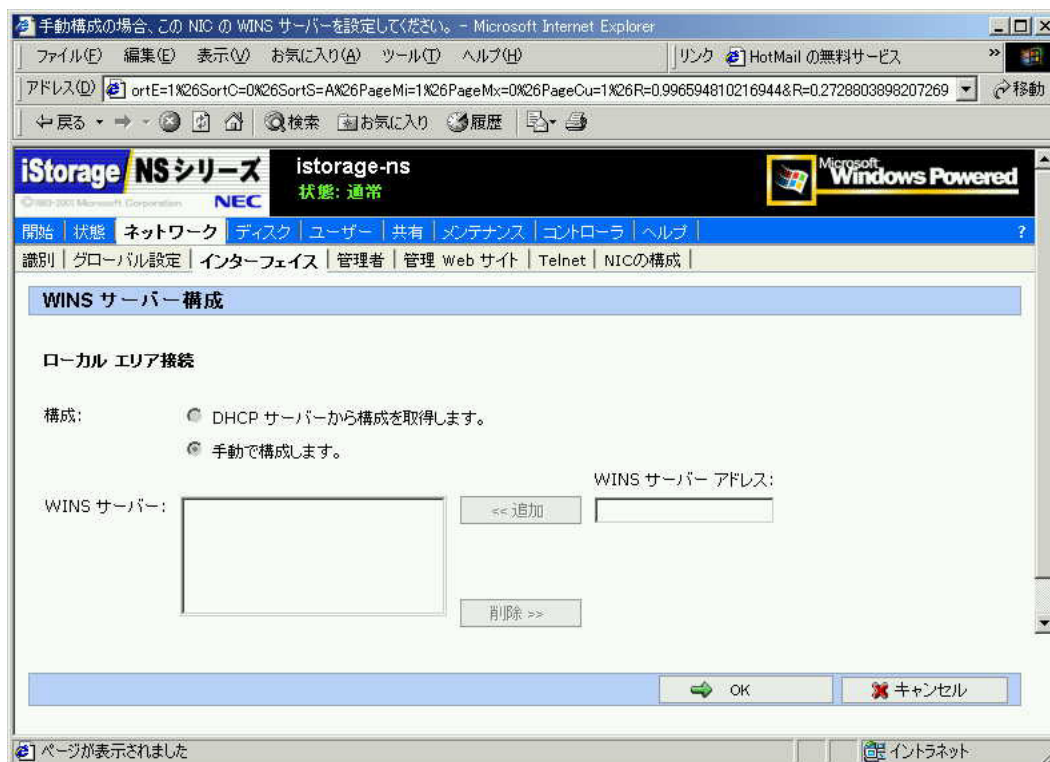 手動構成の場合、この NIC の WINS サーバーを設定してください。 - Microsoft Internet Explorer
ファイル(F) 編集(E) 表示(V) お気に入り(A) ツール(T) ヘルプ(H) リンク HotMail の無料サービス »
アドレス(D) ortE=1%26SortC=0%26SortS=A%26PageMi=1%26PageMx=0%26PageCu=1%26R=0.996594810216944&R=0.2728803898207269 移動
戻る 検索 お気に入り 履歴
iStorage NSシリーズ istorage-ns Microsoft Windows Powered
状態: 通常
©1983-2001 Microsoft Corporation NEC
開始 | 状態 | ネットワーク | ディスク | ユーザー | 共有 | メンテナンス | コントローラ | ヘルプ | ?
識別 | グローバル設定 | インターフェイス | 管理者 | 管理 Web サイト | Telnet | NICの構成 |
WINS サーバー構成
ローカル エリア接続
構成: DHCP サーバーから構成を取得します。
手動で構成します。
WINS サーバー アドレス:
WINS サーバー: << 追加
削除 >>
OK キャンセル
ページが表示されました イントラネット